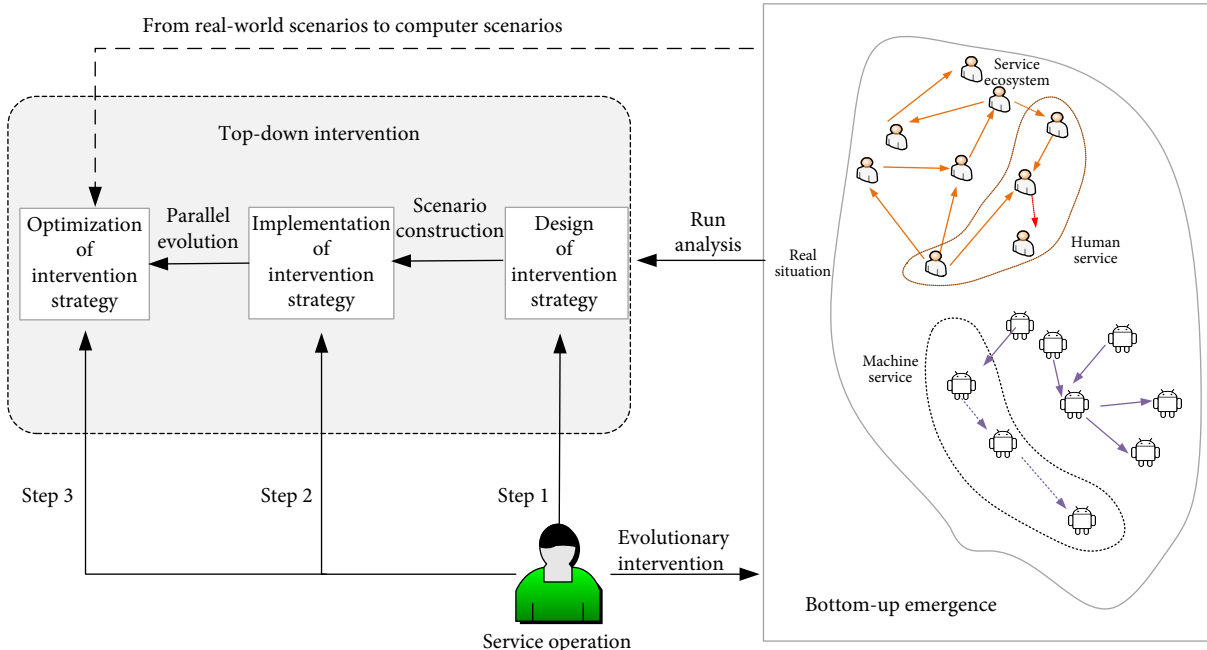 From real-world scenarios to computer scenarios
Top-down intervention
Optimization
of
intervention
strategy
Parallel
evolution
Implementation
of
intervention
strategy
Scenario
construction
Design
of
intervention
strategy
Run
analysis
Step 3
Step 2
Step 1
Evolutionary
intervention
Service operation
Service
ecosystem
Real
situation
Human
service
Machine
service
Bottom-up emergence